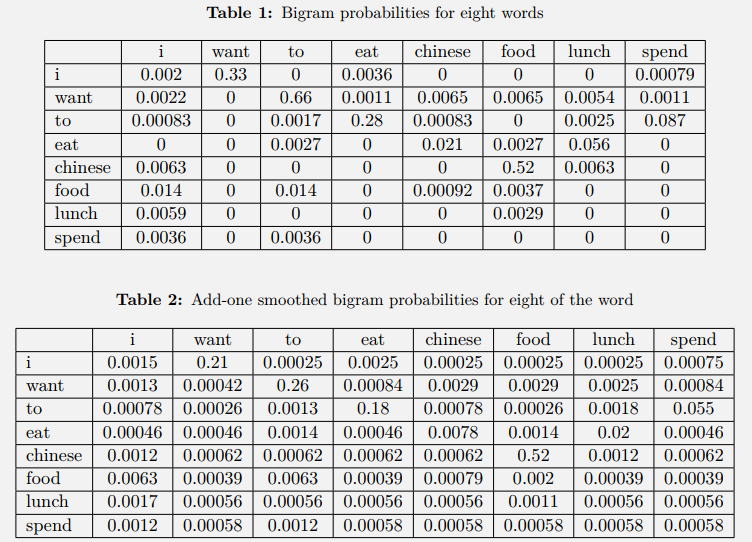 Table 1: Bigram probabilities for eight words
i want to eat chinese food lunch spend
i 0.002 0.33 0 0.0036 0 0 0 0.00079
want 0.0022 0 0.66 0.0011 0.0065 0.0065 0.0054 0.0011
to 0.00083 0 0.0017 0.28 0.00083 0 0.0025 0.087
eat 0 0 0.0027 0 0.021 0.0027 0.056 0
chinese 0.0063 0 0 0 0 0.52 0.0063 0
food 0.014 0 0.014 0 0.00092 0.0037 0 0
lunch 0.0059 0 0 0 0 0.0029 0 0
spend 0.0036 0 0.0036 0 0 0 0 0
Table 2: Add-one smoothed bigram probabilities for eight of the word
i want to eat chinese food lunch spend
i 0.0015 0.21 0.00025 0.0025 0.00025 0.00025 0.00025 0.00075
want 0.0013 0.00042 0.26 0.00084 0.0029 0.0029 0.0025 0.00084
to 0.00078 0.00026 0.0013 0.18 0.00078 0.00026 0.0018 0.055
eat 0.00046 0.00046 0.0014 0.00046 0.0078 0.0014 0.02 0.00046
chinese 0.0012 0.00062 0.00062 0.00062 0.00062 0.52 0.0012 0.00062
food 0.0063 0.00039 0.0063 0.00039 0.00079 0.002 0.00039 0.00039
lunch 0.0017 0.00056 0.00056 0.00056 0.00056 0.0011 0.00056 0.00056
spend 0.0012 0.00058 0.0012 0.00058 0.00058 0.00058 0.00058 0.00058